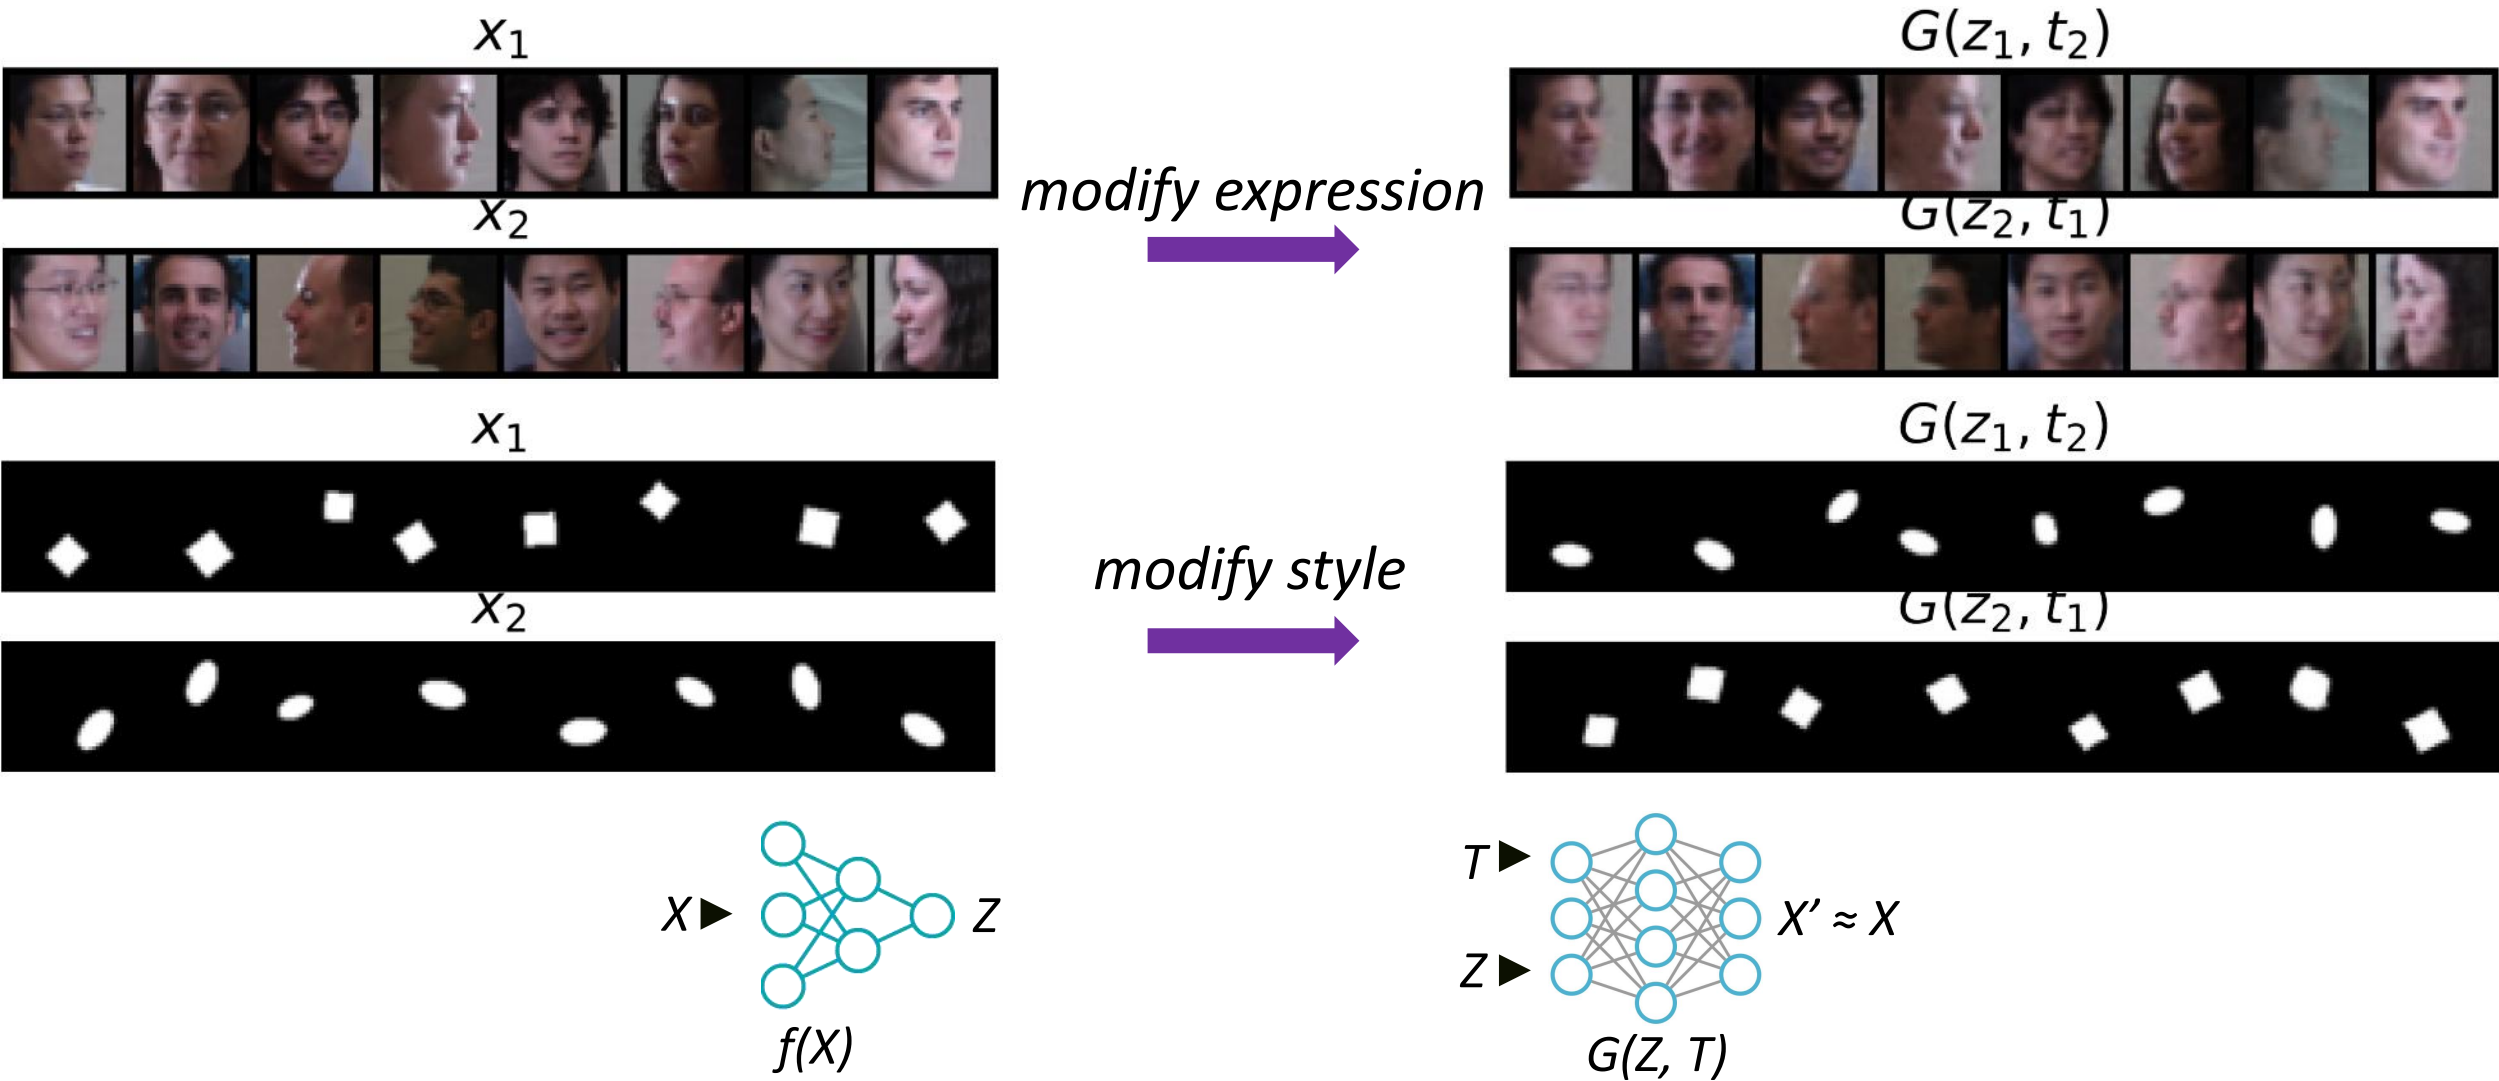 x₁
G(z₁, t₂)
modify expression
x₂
G(z₂, t₁)
x₁
G(z₁, t₂)
modify style
x₂
G(z₂, t₁)
X
Z
f(X)
T
Z
X’ ≈ X
G(Z, T)